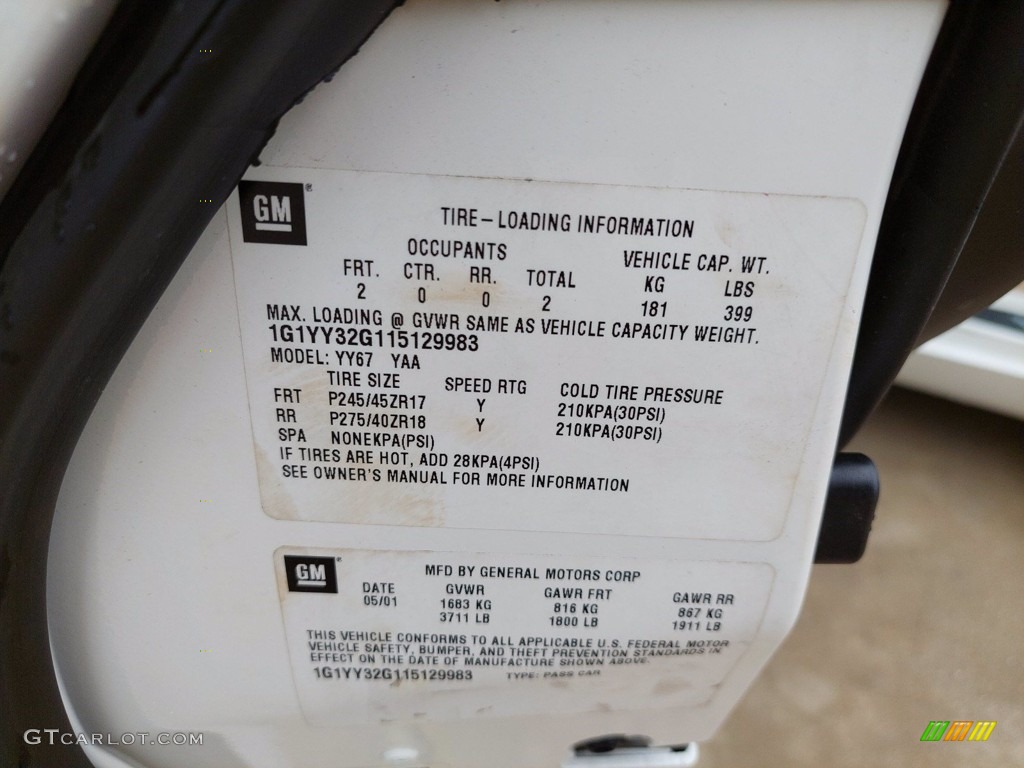 GM
TIRE-LOADING INFORMATION
OCCUPANTS VEHICLE CAP. WT.
FRT. CTR. RR. TOTAL KG LBS
2 0 0 2 181 399
MAX. LOADING @ GVWR SAME AS VEHICLE CAPACITY WEIGHT.
1G1YY32G115129983
MODEL: YY67 YAA
TIRE SIZE SPEED RTG COLD TIRE PRESSURE
FRT P245/45ZR17 Y 210KPA(30PSI)
RR P275/40ZR18 Y 210KPA(30PSI)
SPA NONEKPA(PSI)
IF TIRES ARE HOT, ADD 28KPA(4PSI)
SEE OWNER'S MANUAL FOR MORE INFORMATION
GM
MFD BY GENERAL MOTORS CORP
DATE GVWR GAWR FRT GAWR RR
05/01 1683 KG 816 KG 867 KG
3711 LB 1800 LB 1911 LB
THIS VEHICLE CONFORMS TO ALL APPLICABLE U.S. FEDERAL MOTOR
VEHICLE SAFETY, BUMPER, AND THEFT PREVENTION STANDARDS IN
EFFECT ON THE DATE OF MANUFACTURE SHOWN ABOVE.
1G1YY32G115129983 TYPE: PASS CAR
GTCARLOT.COM